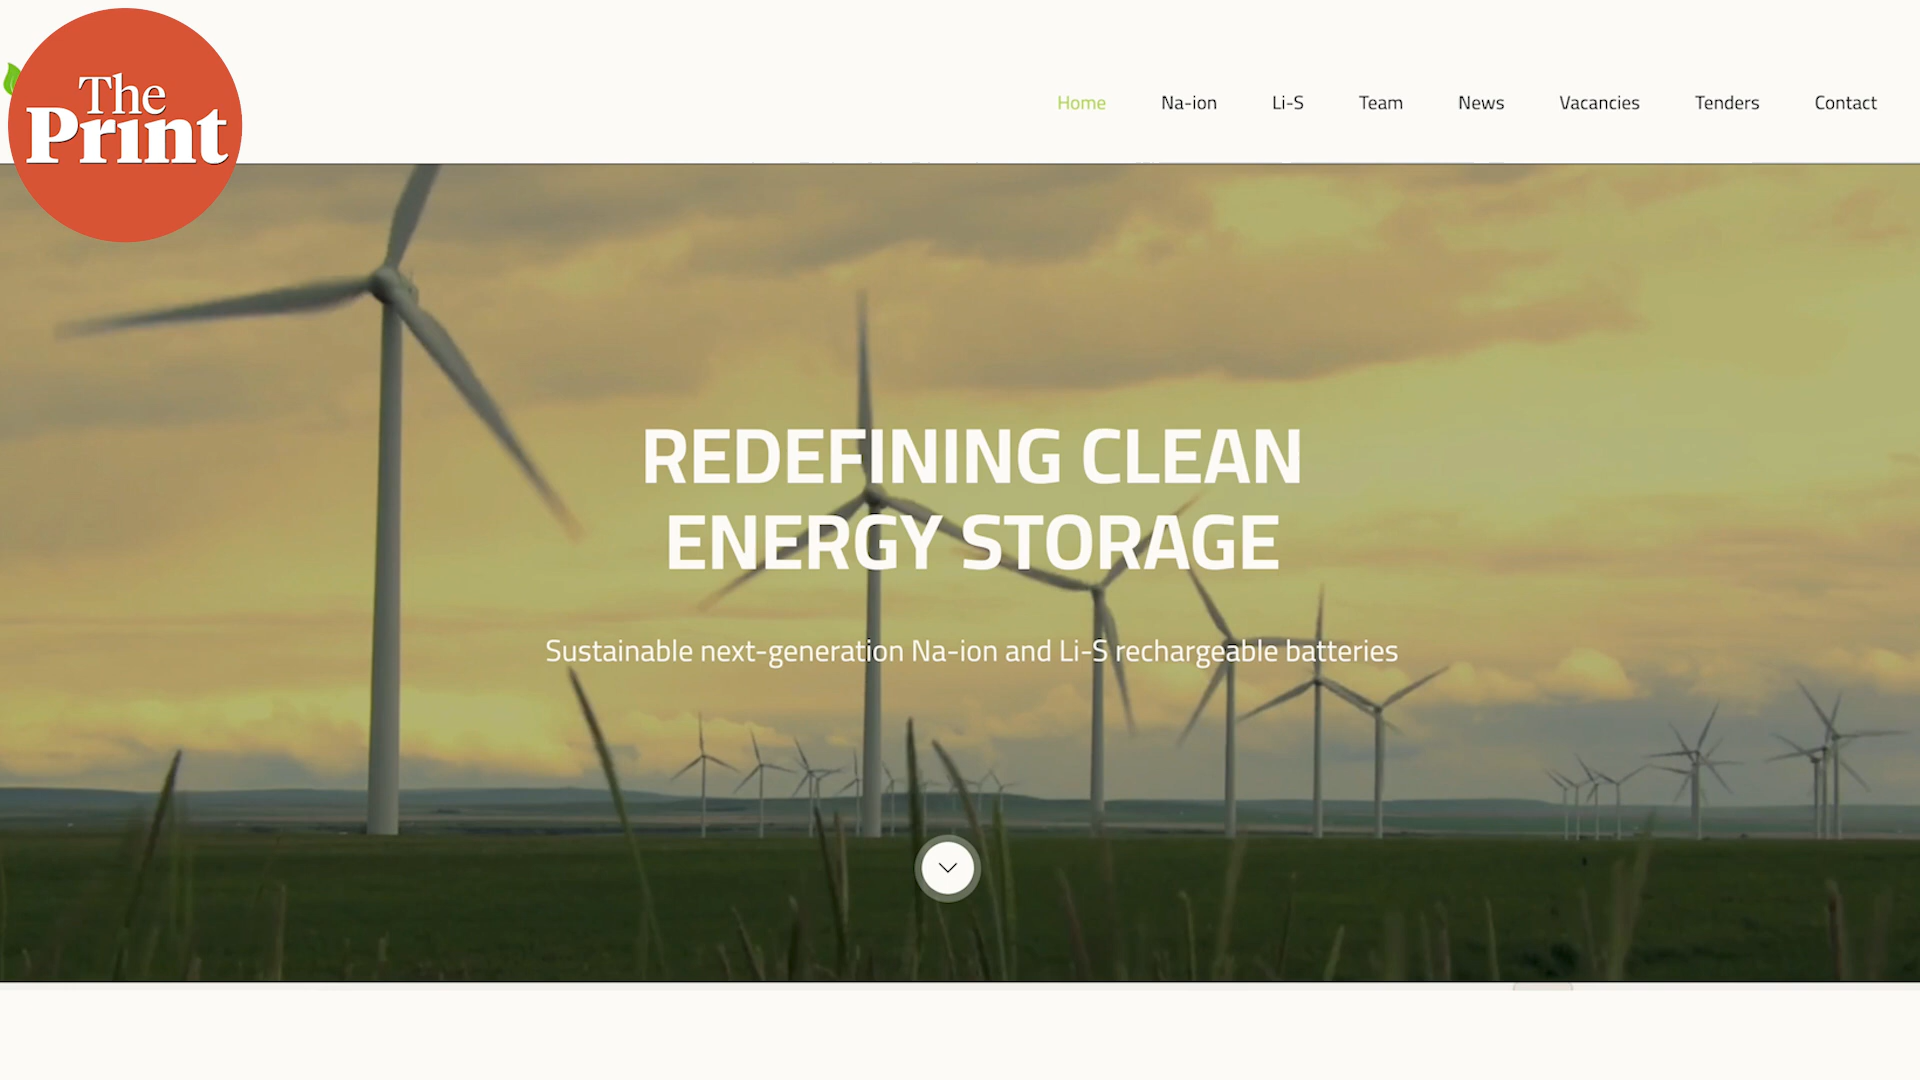 The
Print
Home Na-ion Li-S Team News Vacancies Tenders Contact
REDEFINING CLEAN
ENERGY STORAGE
Sustainable next-generation Na-ion and Li-S rechargeable batteries